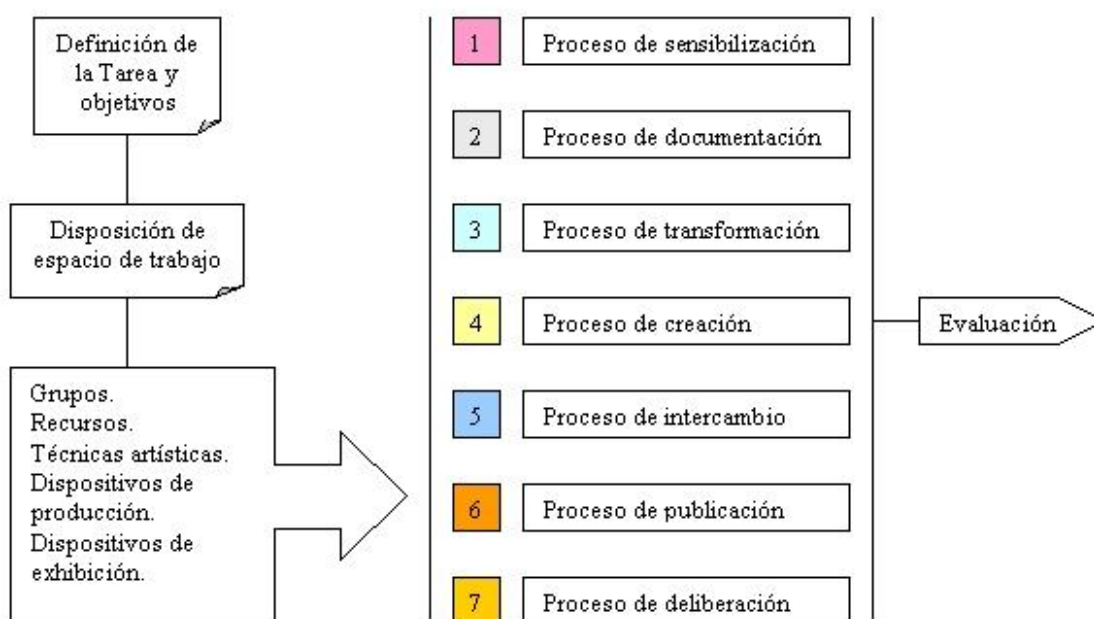 Definición de
la Tarea y
objetivos
Disposición de
espacio de trabajo
Grupos.
Recursos.
Técnicas artísticas.
Dispositivos de
producción.
Dispositivos de
exhibición.
1 Proceso de sensibilización
2 Proceso de documentación
3 Proceso de transformación
4 Proceso de creación
5 Proceso de intercambio
6 Proceso de publicación
7 Proceso de deliberación
Evaluación